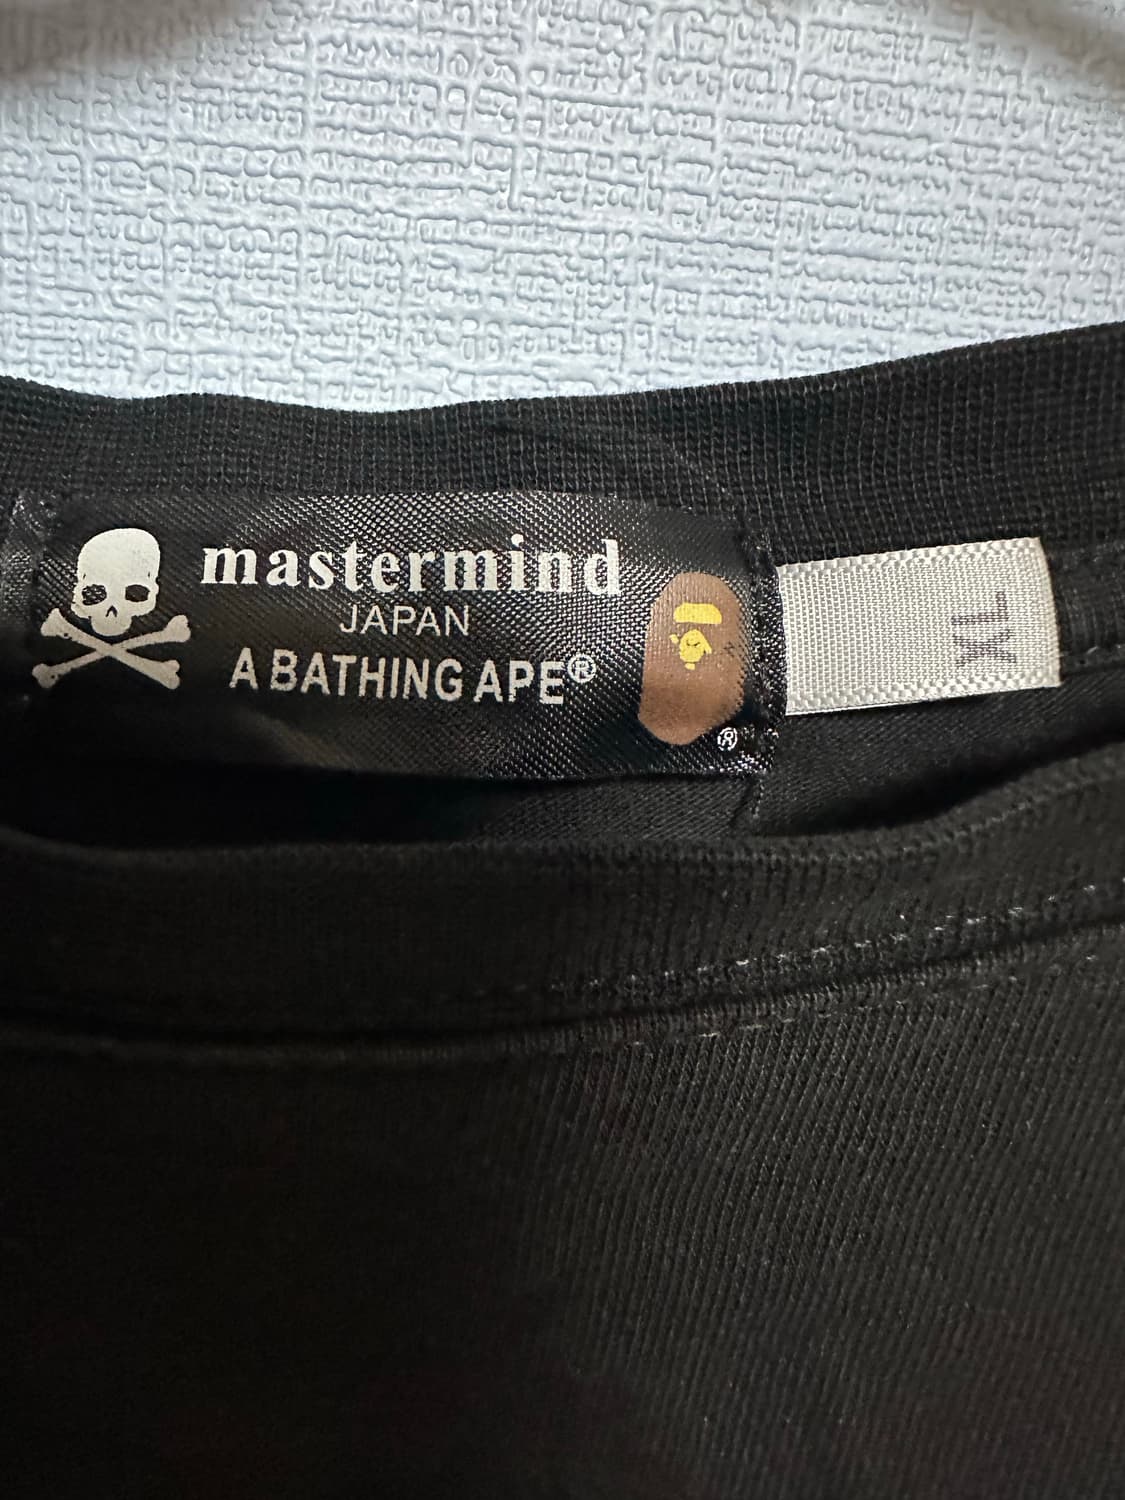 mastermind
JAPAN
A BATHING APE®
®
XL